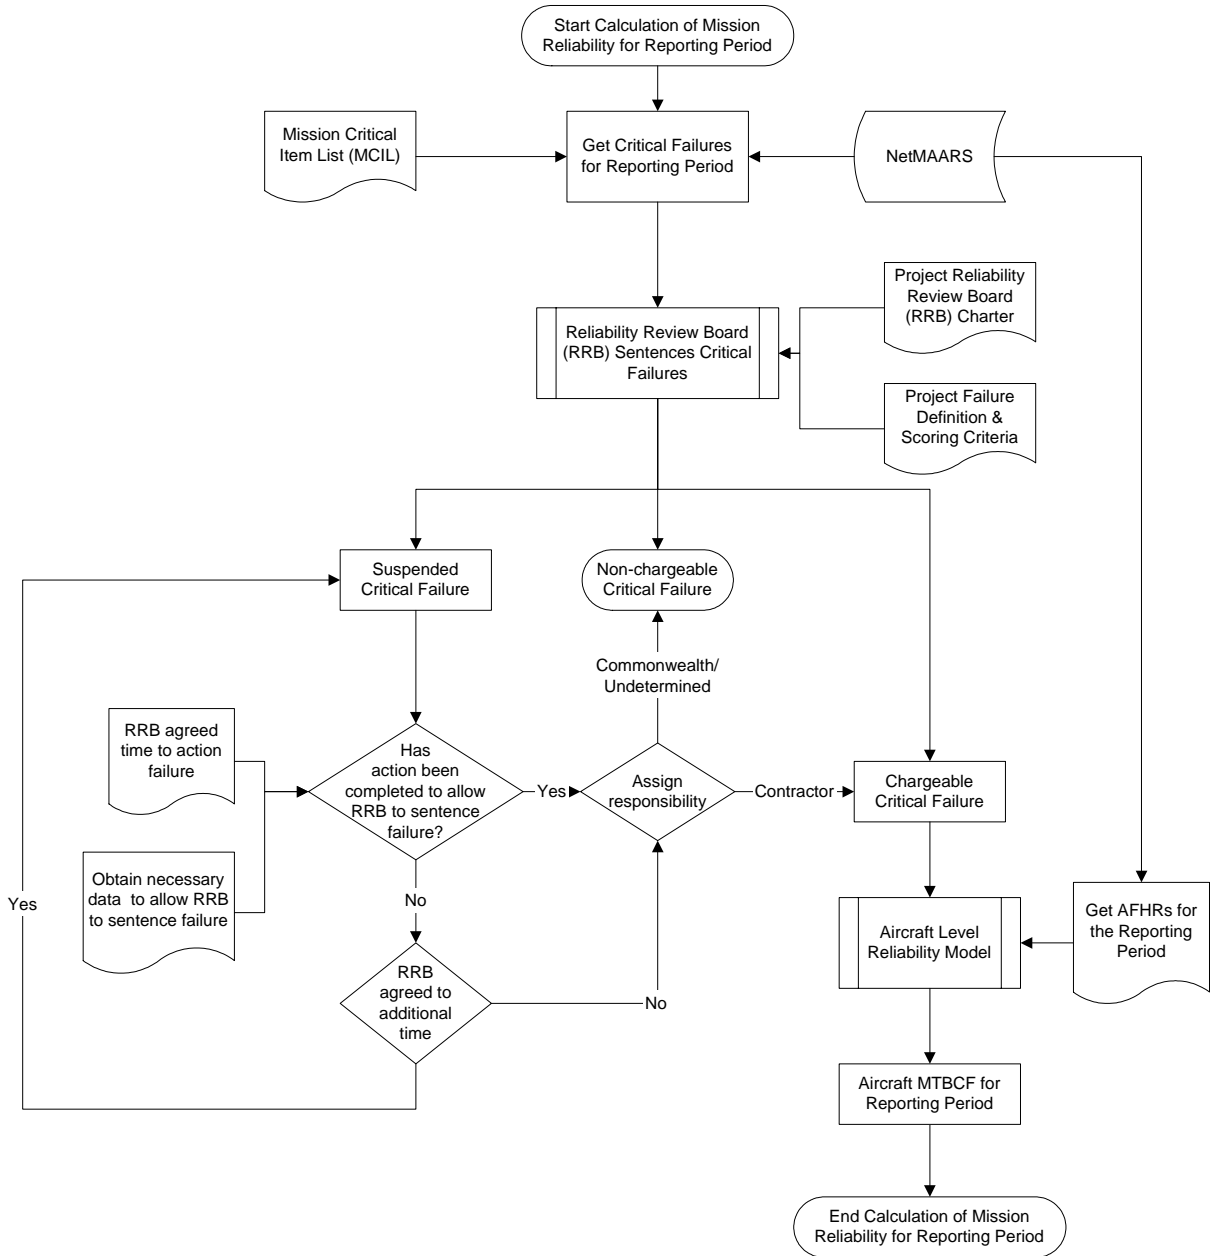 Start Calculation of Mission
Reliability for Reporting Period
Mission Critical
Item List (MCIL)
Get Critical Failures
for Reporting Period
NetMAARS
Project Reliability
Review Board
(RRB) Charter
Reliability Review Board
(RRB) Sentences Critical
Failures
Project Failure
Definition &
Scoring Criteria
Suspended
Critical Failure
Non-chargeable
Critical Failure
Commonwealth/
Undetermined
RRB agreed
time to action
failure
Has
action been
completed to allow
RRB to sentence
failure?
Yes
Assign
responsibility
Contractor
Chargeable
Critical Failure
Obtain necessary
data to allow RRB
to sentence failure
Yes
No
Aircraft Level
Reliability Model
Get AFHRs for
the Reporting
Period
RRB
agreed to
additional
time
No
Aircraft MTBCF for
Reporting Period
End Calculation of Mission
Reliability for Reporting Period